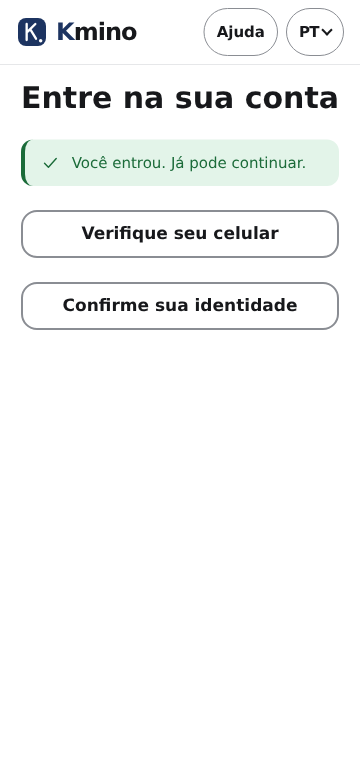 K. Kmino
Ajuda
PT
Entre na sua conta
Você entrou. Já pode continuar.
Verifique seu celular
Confirme sua identidade